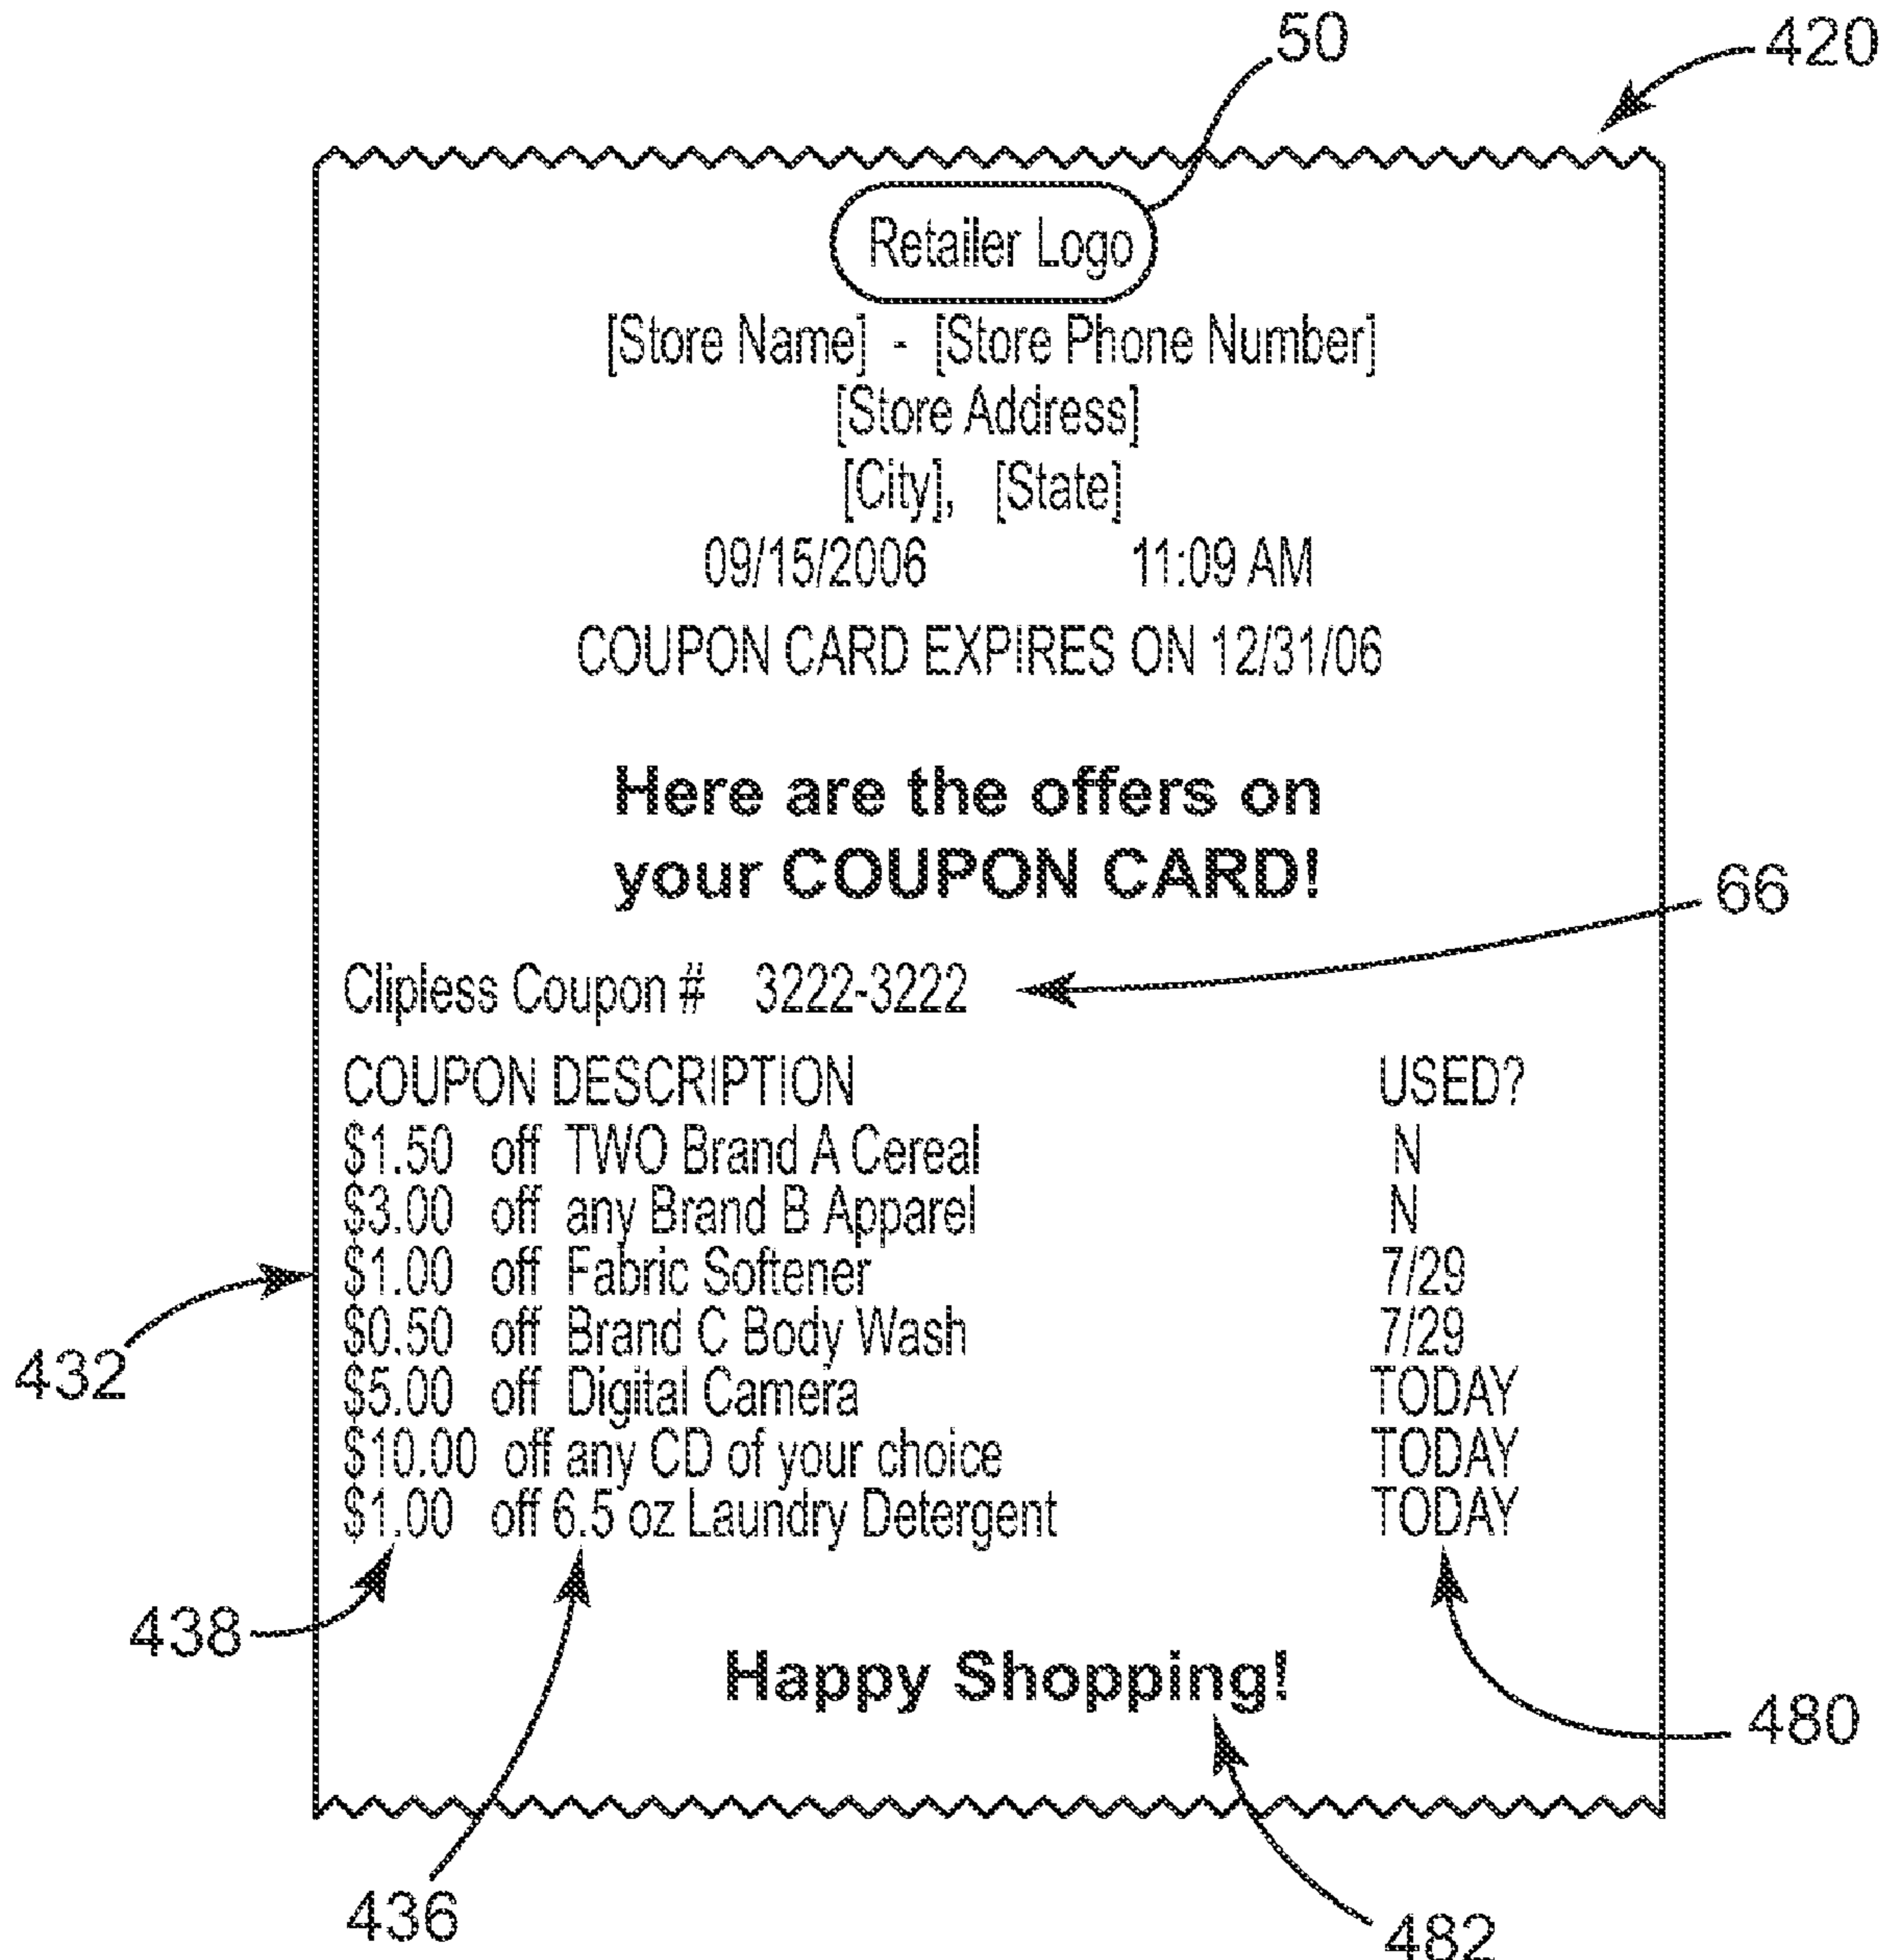 50
420
Retailer Logo
[Store Name] - [Store Phone Number]
[Store Address]
[City], [State]
09/15/2006 11:09 AM
COUPON CARD EXPIRES ON 12/31/06
Here are the offers on
your COUPON CARD!
66
Clipless Coupon # 3222-3222
COUPON DESCRIPTION USED?
$1.50 off TWO Brand A Cereal N
$3.00 off any Brand B Apparel N
$1.00 off Fabric Softener 7/29
$0.50 off Brand C Body Wash 7/29
432
$5.00 off Digital Camera TODAY
$10.00 off any CD of your choice TODAY
$1.00 off 6.5 oz Laundry Detergent TODAY
438
Happy Shopping!
480
436
482